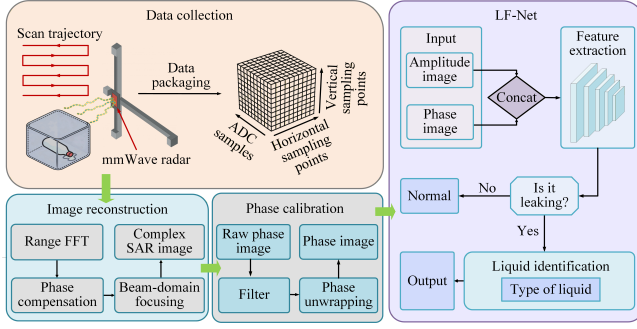 Data collection
Scan trajectory
Data
packaging
mmWave radar
ADC
samples
Horizontal
sampling
points
Vertical
sampling
points
Image reconstruction
Range FFT
Complex
SAR image
Phase
compensation
Beam-domain
focusing
Phase calibration
Raw phase
image
Phase image
Filter
Phase
unwrapping
LF-Net
Input
Amplitude
image
Phase
image
Concat
Feature
extraction
Is it
leaking?
No
Normal
Yes
Liquid identification
Type of liquid
Output